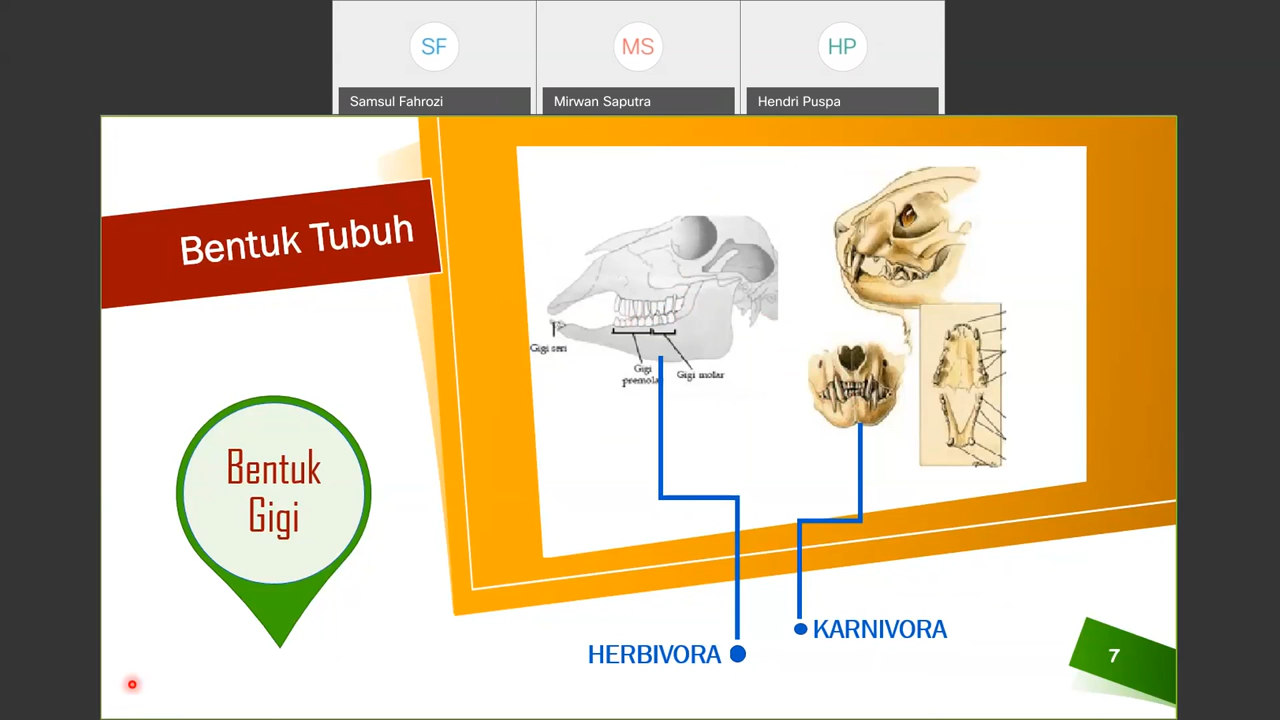 SF
MS
HP
Samsul Fahrozi
Mirwan Saputra
Hendri Puspa
Bentuk Tubuh
Gigi seri
Gigi
premola
Gigi molar
Bentuk
Gigi
KARNIVORA
HERBIVORA
7